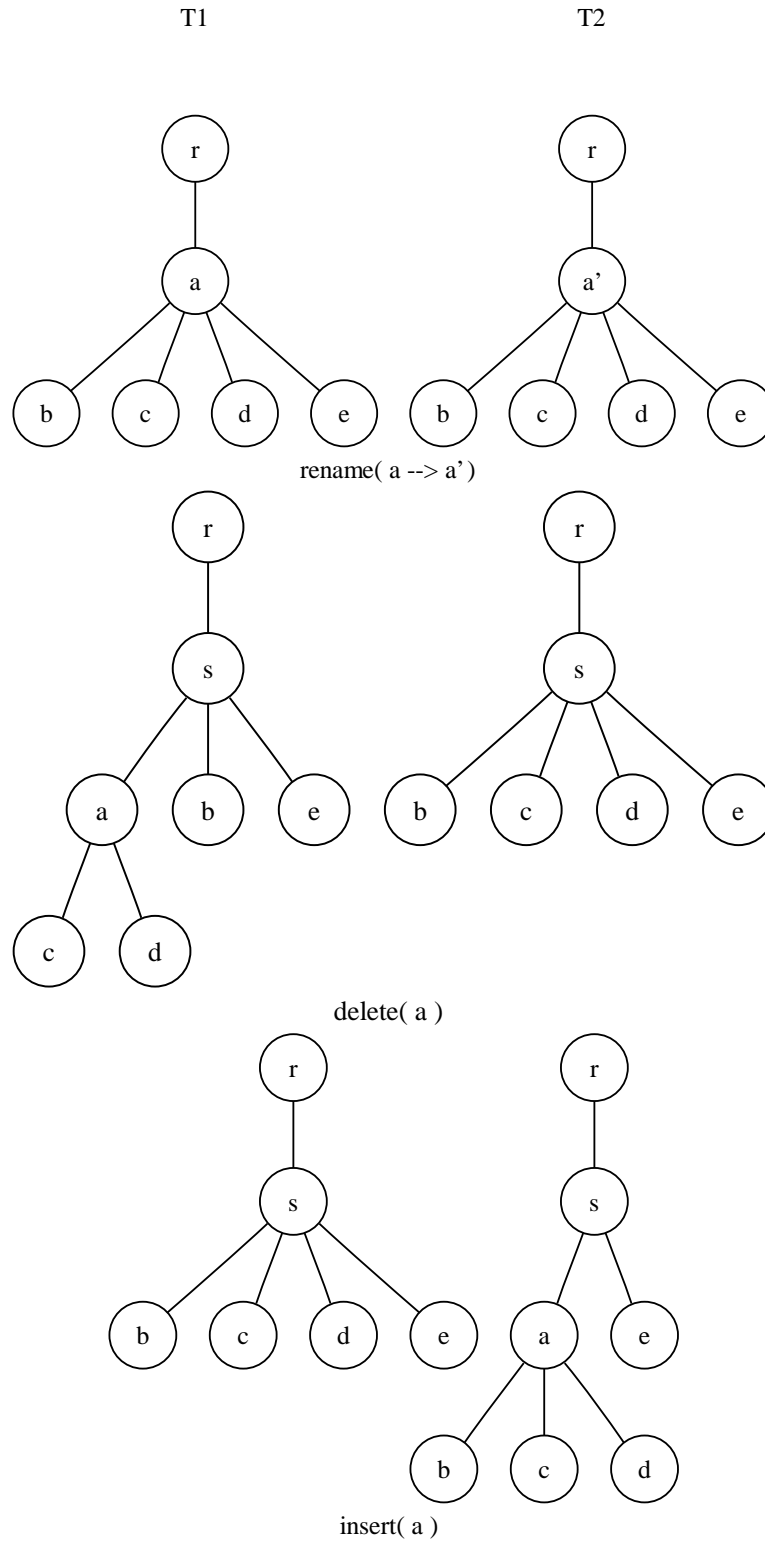 T1 T2
r r
a a’
b c d e b c d e
rename( a --> a’ )
r r
s s
a b e b c d e
c d
delete( a )
r r
s s
b c d e a e
b c d
insert( a )